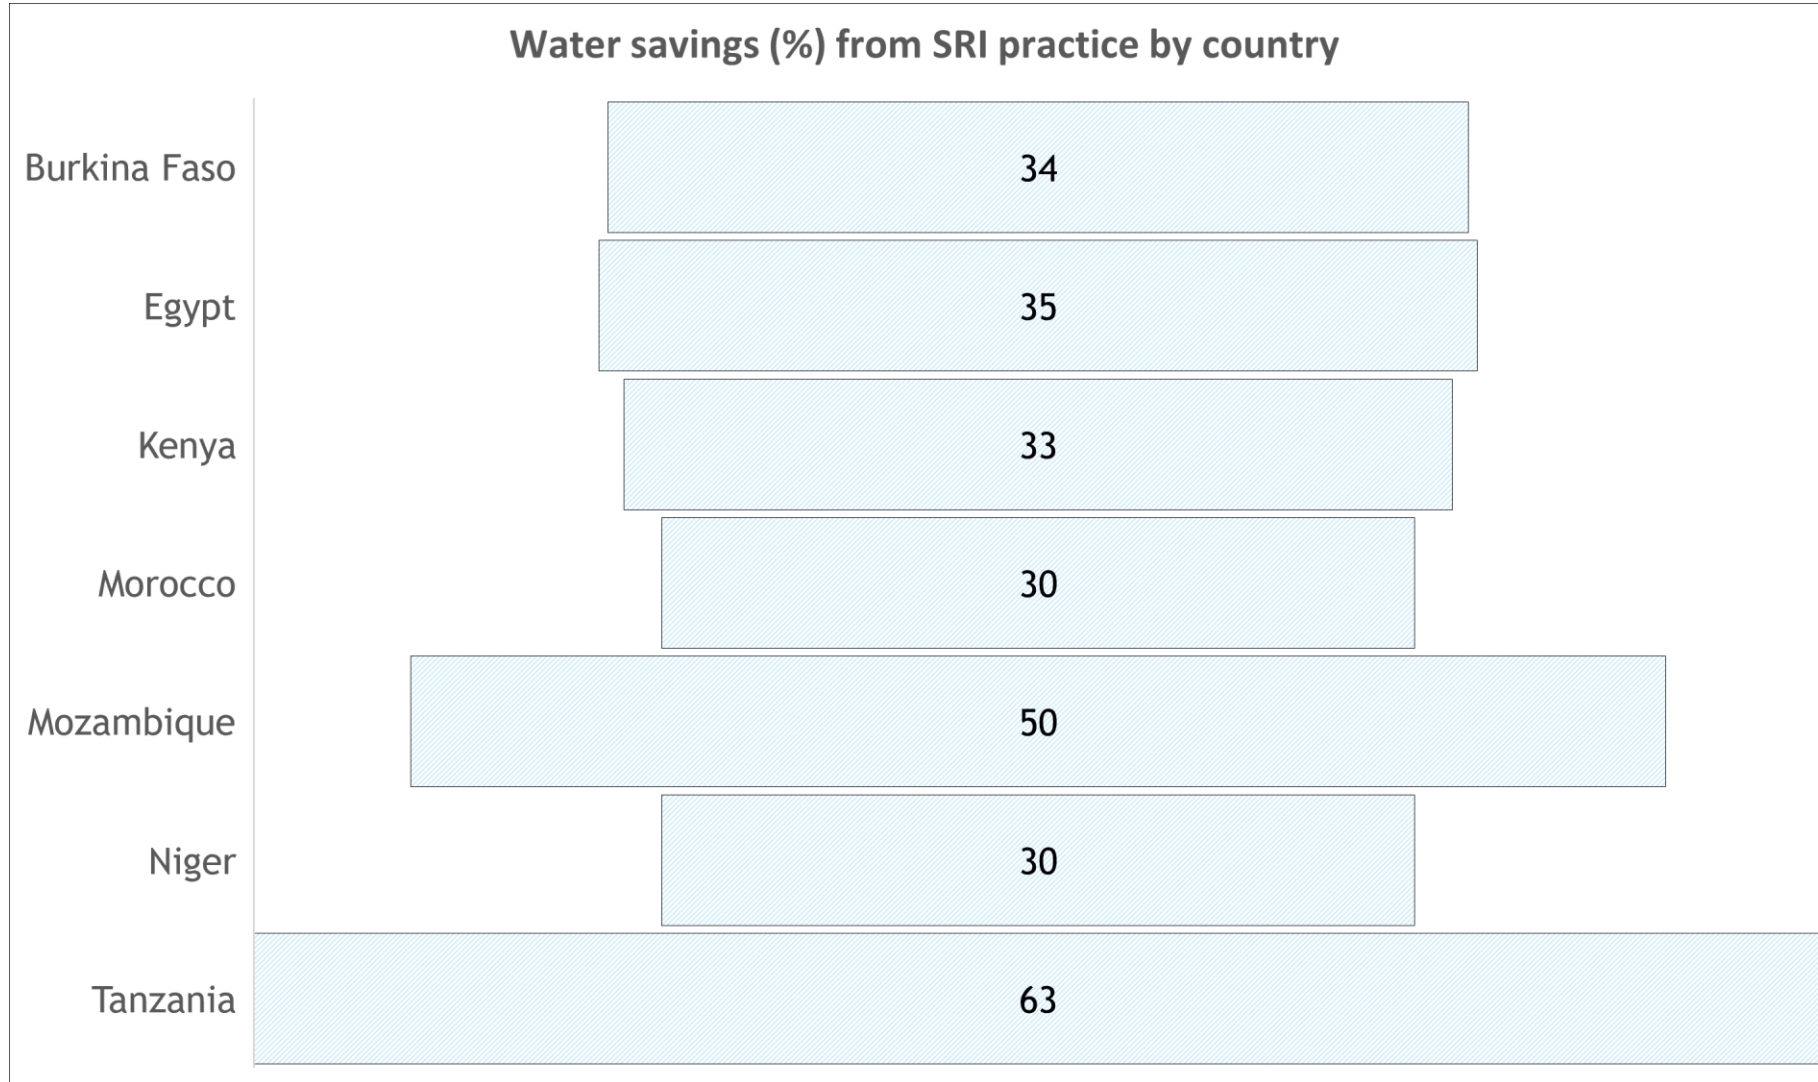 Water savings (%) from SRI practice by country
Burkina Faso 34
Egypt 35
Kenya 33
Morocco 30
Mozambique 50
Niger 30
Tanzania 63